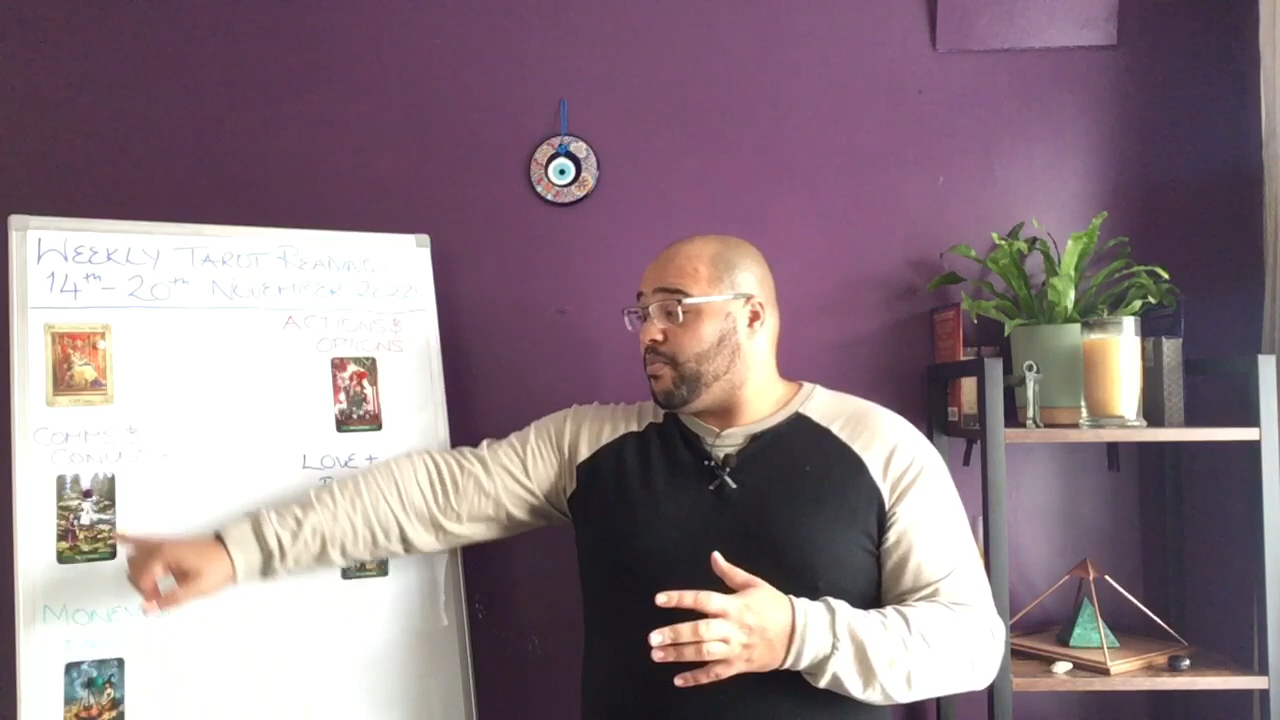 WEEKLY TAROT READING
14th - 20th NOVEMBER 2022
ACTIONS &
OPTIONS
COMMS &
LOVE +
MONEY